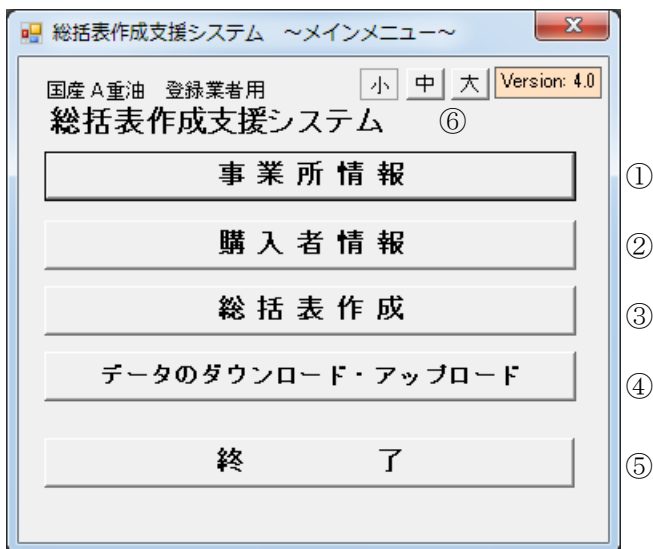 総括表作成支援システム　～メインメニュー～
国産A重油　登録業者用　小 中 大 Version: 4.0
総括表作成支援システム　⑥
事業所情報 ①
購入者情報 ②
総括表作成 ③
データのダウンロード・アップロード ④
終　了 ⑤